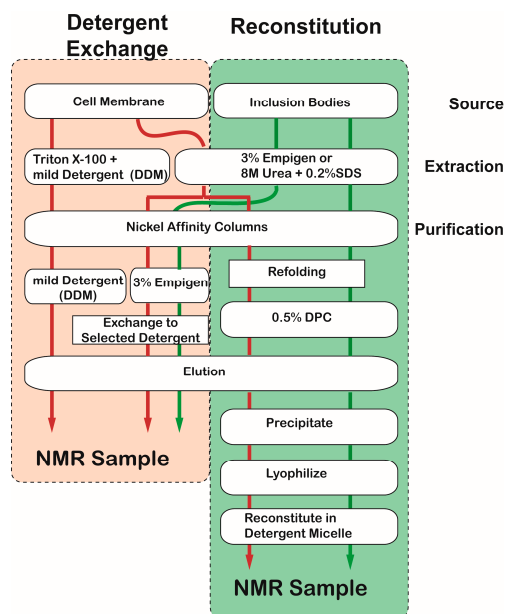 Detergent
Exchange
Reconstitution
Cell Membrane
Inclusion Bodies
Source
Triton X-100 +
mild Detergent (DDM)
3% Empigen or
8M Urea + 0.2%SDS
Extraction
Nickel Affinity Columns
Purification
mild Detergent
(DDM)
3% Empigen
Refolding
Exchange to
Selected Detergent
0.5% DPC
Elution
Precipitate
NMR Sample
Lyophilize
Reconstitute in
Detergent Micelle
NMR Sample